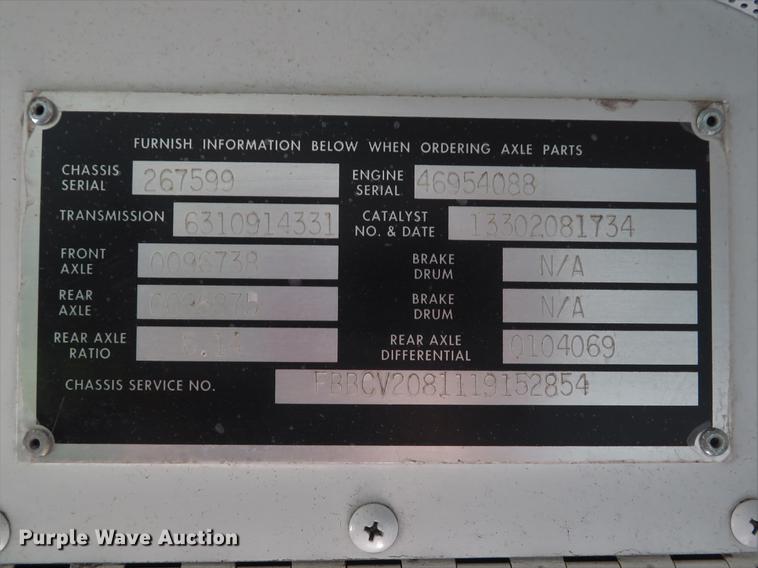 FURNISH INFORMATION BELOW WHEN ORDERING AXLE PARTS
CHASSIS SERIAL 267599 ENGINE SERIAL 46954088
TRANSMISSION 6310914331 CATALYST NO. & DATE 13302081734
FRONT AXLE 0096738 BRAKE DRUM N/A
REAR AXLE BRAKE DRUM N/A
REAR AXLE RATIO REAR AXLE DIFFERENTIAL 0104069
CHASSIS SERVICE NO. FBBCV2081119152854
Purple Wave Auction